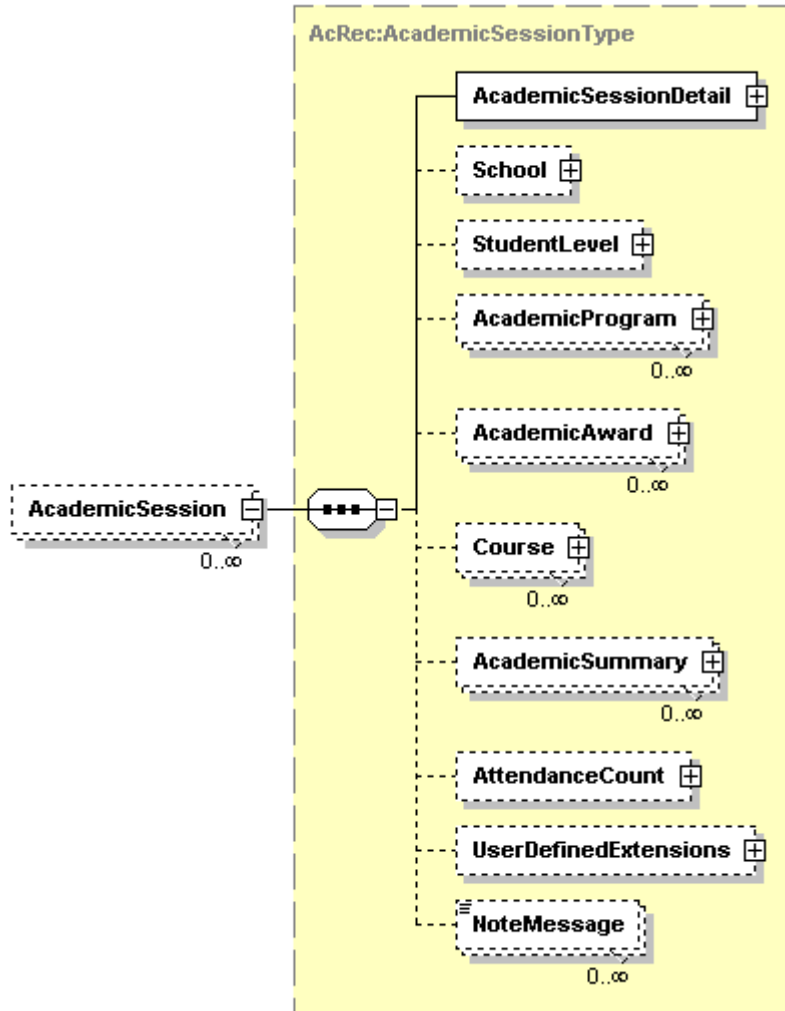 AcRec:AcademicSessionType
AcademicSessionDetail
School
StudentLevel
AcademicProgram
0..∞
AcademicAward
0..∞
AcademicSession
0..∞
Course
0..∞
AcademicSummary
0..∞
AttendanceCount
UserDefinedExtensions
NoteMessage
0..∞